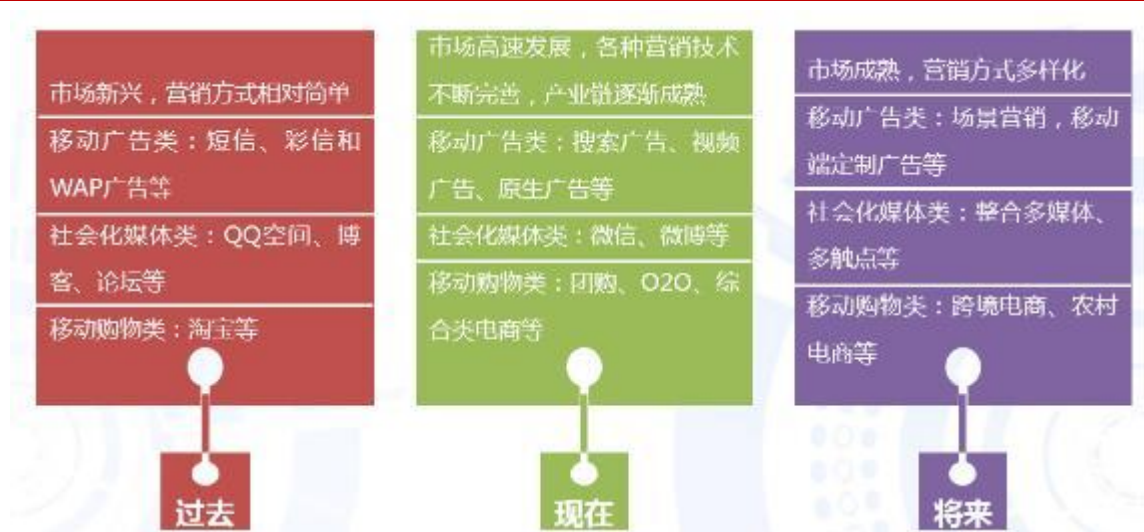 市场新兴，营销方式相对简单
移动广告类：短信、彩信和
WAP广告等
社会化媒体类：QQ空间、博
客、论坛等
移动购物类：淘宝等
过去
市场高速发展，各种营销技术
不断完善，产业链逐渐成熟
移动广告类：搜索广告、视频
广告、原生广告等
社会化媒体类：微信、微博等
移动购物类：团购、O2O、综
合类电商等
现在
市场成熟，营销方式多样化
移动广告类：场景营销，移动
端定制广告等
社会化媒体类：整合多媒体、
多触点等
移动购物类：跨境电商、农村
电商等
将来